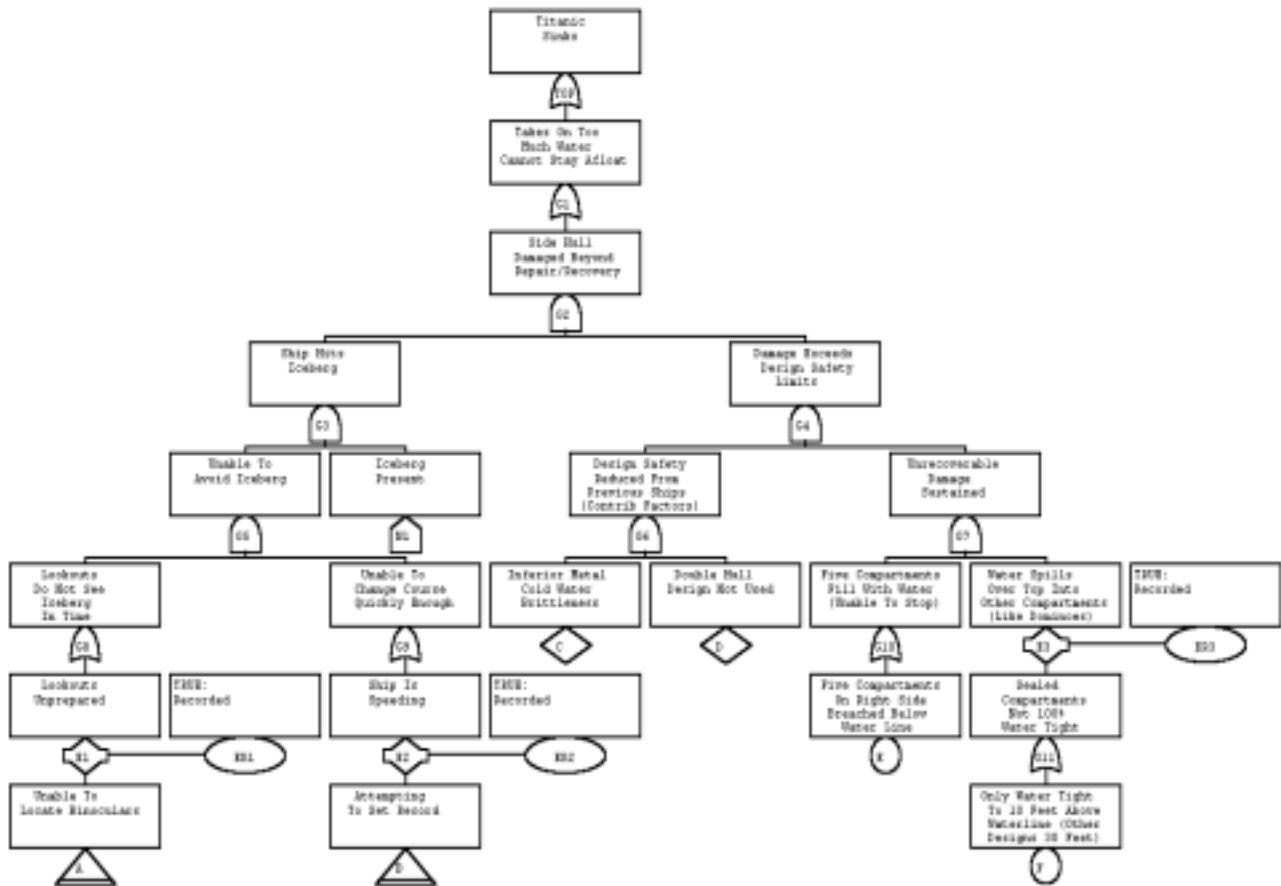 Titanic
Sinks
TOP
Takes On Too
Much Water
Cannot Stay Afloat
G1
Side Hull
Damaged Beyond
Repair/Recovery
G2
Ship Hits
Iceberg
Damage Exceeds
Design Safety
Limits
G3
G4
Unable To
Avoid Iceberg
Iceberg
Present
Design Safety
Reduced From
Previous Ships
(Contrib Factors)
Unrecoverable
Damage
Sustained
G5
G6
G7
Lookouts
Do Not See
Iceberg
In Time
Unable To
Change Course
Quickly Enough
Inferior Metal
Cold Water
Brittleness
Double Hull
Design Not Used
Five Compartments
Fill With Water
(Unable To Stop)
Water Spills
Over Top Into
Other Compartments
(Like Dominoes)
TRUE:
Recorded
G8
G9
C
D
G10
Lookouts
Unprepared
TRUE:
Recorded
Ship Is
Speeding
TRUE:
Recorded
Five Compartments
On Right Side
Breached Below
Water Line
Sealed
Compartments
Not 100%
Water Tight
G11
Unable To
Locate Binoculars
Attempting
To Set Record
Only Water Tight
To 10 Feet Above
Waterline (Other
Designs 30 Feet)
A